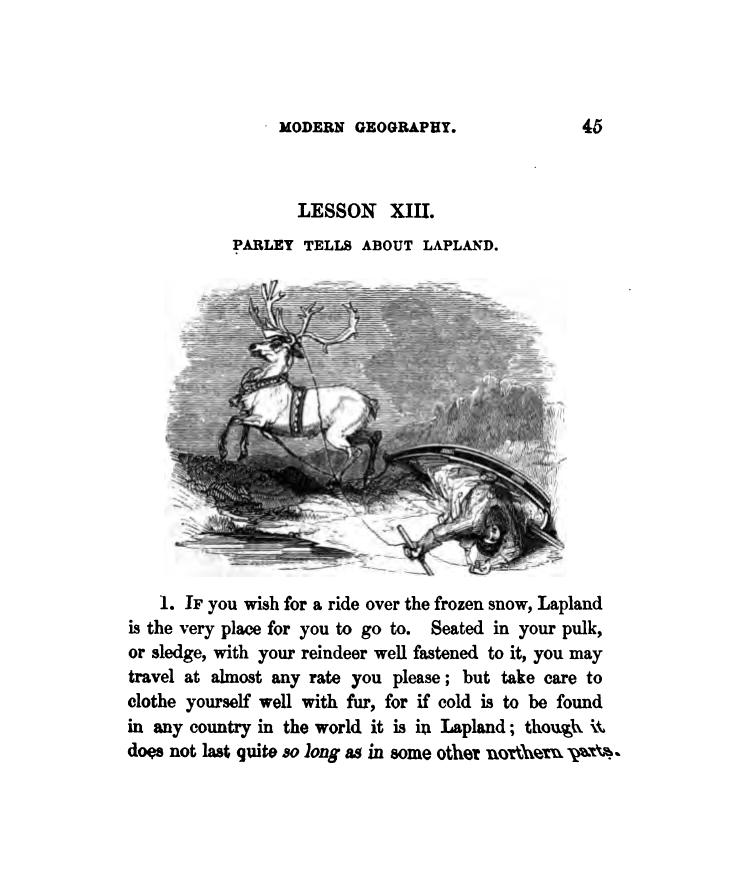 MODERN GEOGRAPHY. 45
LESSON XIII.
PARLEY TELLS ABOUT LAPLAND.
1. IF you wish for a ride over the frozen snow, Lapland
is the very place for you to go to. Seated in your pulk,
or sledge, with your reindeer well fastened to it, you may
travel at almost any rate you please; but take care to
clothe yourself well with fur, for if cold is to be found
in any country in the world it is in Lapland; though it
does not last quite so long as in some other northern parts.